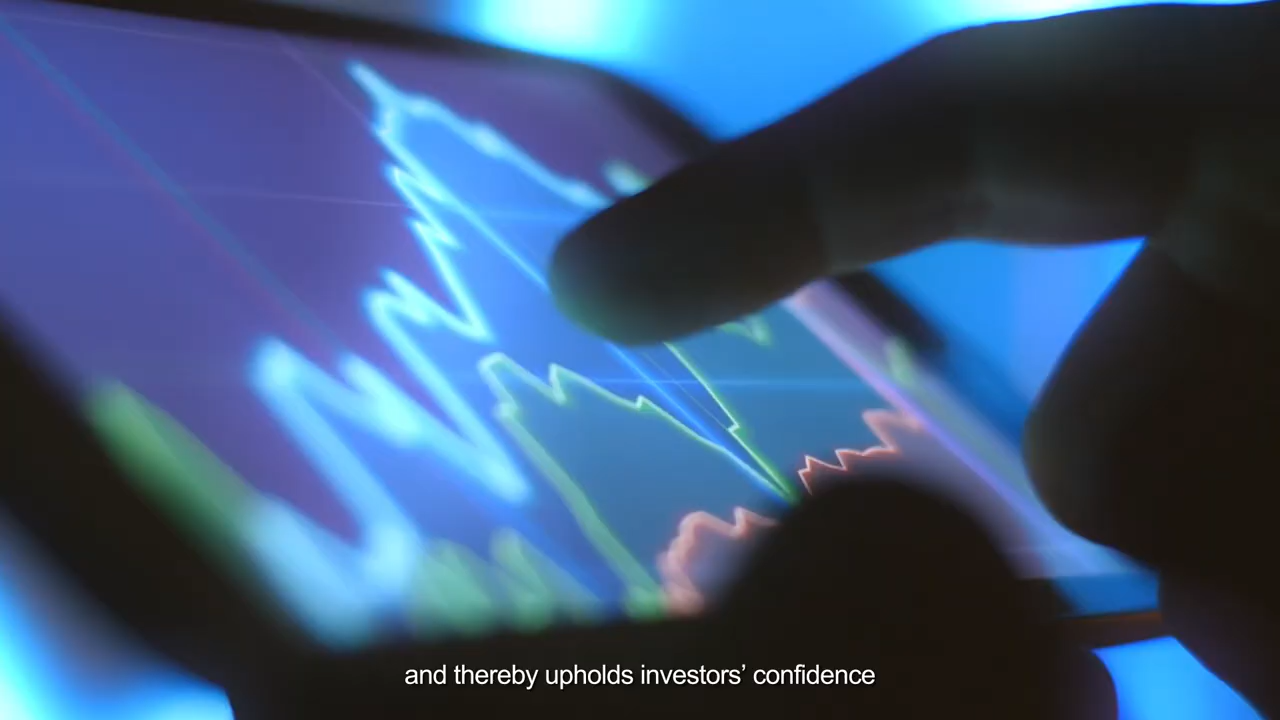 and thereby upholds investors’ confidence